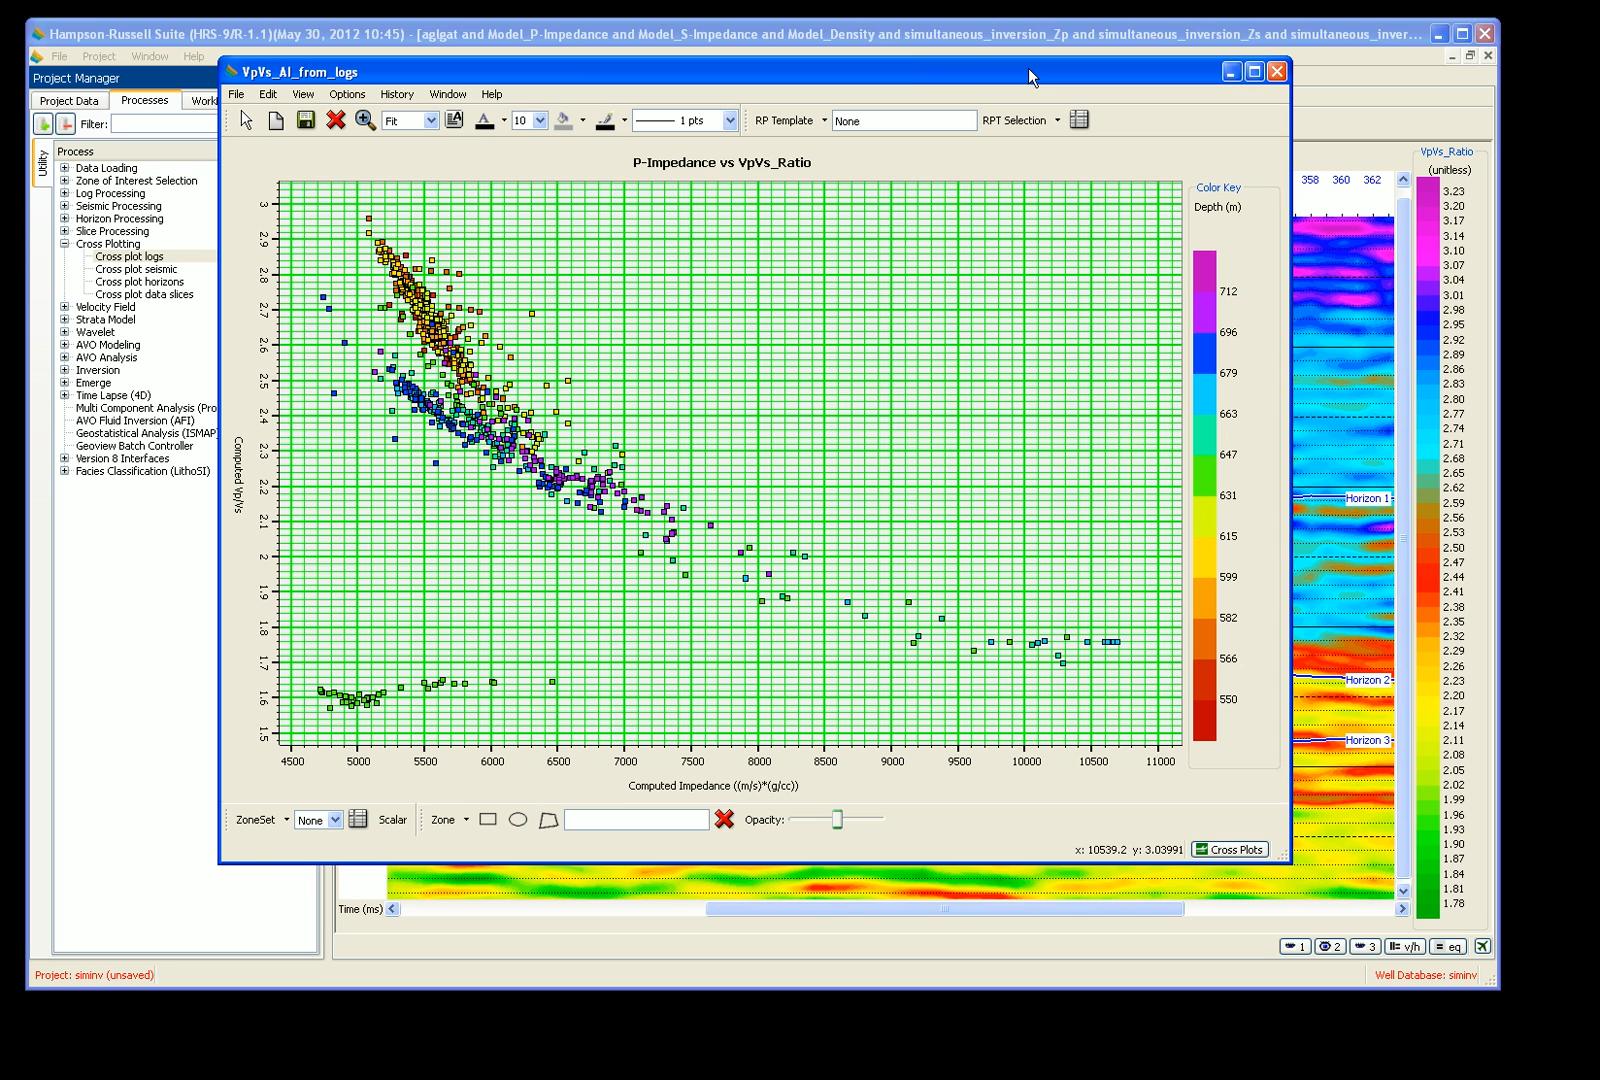 Hampson-Russell Suite (HRS-9/R-1.1)(May 30, 2012 10:45) - [aglgat and Model_P-Impedance and Model_S-Impedance and Model_Density and simultaneous_inversion_Zp and simultaneous_inversion_Zs and simultaneous_inver...
File Project Window Help
Project Manager
Project Data Processes Workl
Filter:
Utility
Process
Data Loading
Zone of Interest Selection
Log Processing
Seismic Processing
Horizon Processing
Slice Processing
Cross Plotting
Cross plot logs
Cross plot seismic
Cross plot horizons
Cross plot data slices
Velocity Field
Strata Model
Wavelet
AVO Modeling
AVO Analysis
Inversion
Emerge
Time Lapse (4D)
Multi Component Analysis (Pro
AVO Fluid Inversion (AFI)
Geostatistical Analysis (ISMAP
Geoview Batch Controller
Version 8 Interfaces
Facies Classification (LithoSI)
VpVs_AI_from_logs
File Edit View Options History Window Help
Fit A 10 1 pts RP Template None RPT Selection
P-Impedance vs VpVs_Ratio
3
2.9
2.8
2.7
2.6
2.5
2.4
2.3
2.2
2.1
2
1.9
1.8
1.7
1.6
1.5
Computed Vp/Vs
4500 5000 5500 6000 6500 7000 7500 8000 8500 9000 9500 10000 10500 11000
Computed Impedance ((m/s)*(g/cc))
Color Key
Depth (m)
712
696
679
663
647
631
615
599
582
566
550
ZoneSet None Scalar Zone Opacity:
x: 10539.2 y: 3.03991 Cross Plots
358 360 362
Horizon 1
Horizon 2
Horizon 3
VpVs_Ratio
(unitless)
3.23
3.20
3.17
3.14
3.10
3.07
3.04
3.01
2.98
2.95
2.92
2.89
2.86
2.83
2.80
2.77
2.74
2.71
2.68
2.65
2.62
2.59
2.56
2.53
2.50
2.47
2.44
2.41
2.38
2.35
2.32
2.29
2.26
2.23
2.20
2.17
2.14
2.11
2.08
2.05
2.02
1.99
1.96
1.93
1.90
1.87
1.84
1.81
1.78
Time (ms)
1 2 3 v/h = eq
Project: siminv (unsaved)
Well Database: siminv